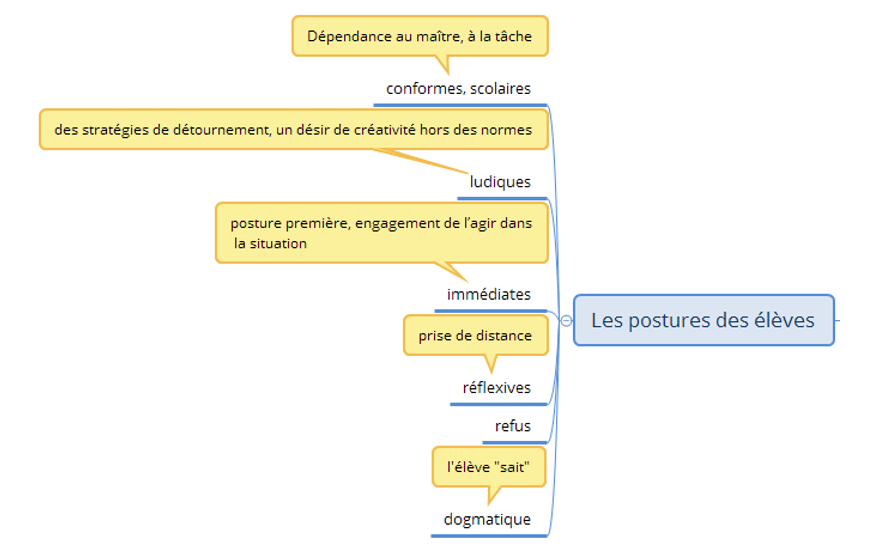 Dépendance au maître, à la tâche
conformes, scolaires
des stratégies de détournement, un désir de créativité hors des normes
ludiques
posture première, engagement de l’agir dans
la situation
immédiates
Les postures des élèves
prise de distance
réflexives
refus
l'élève "sait"
dogmatique